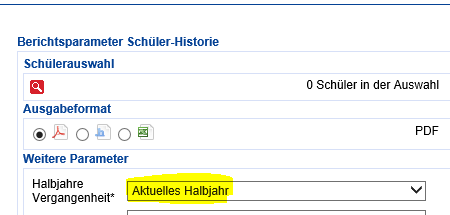 Berichtsparameter Schüler-Historie
Schülerauswahl
0 Schüler in der Auswahl
Ausgabeformat
PDF
Weitere Parameter
Halbjahre
Vergangenheit*
Aktuelles Halbjahr